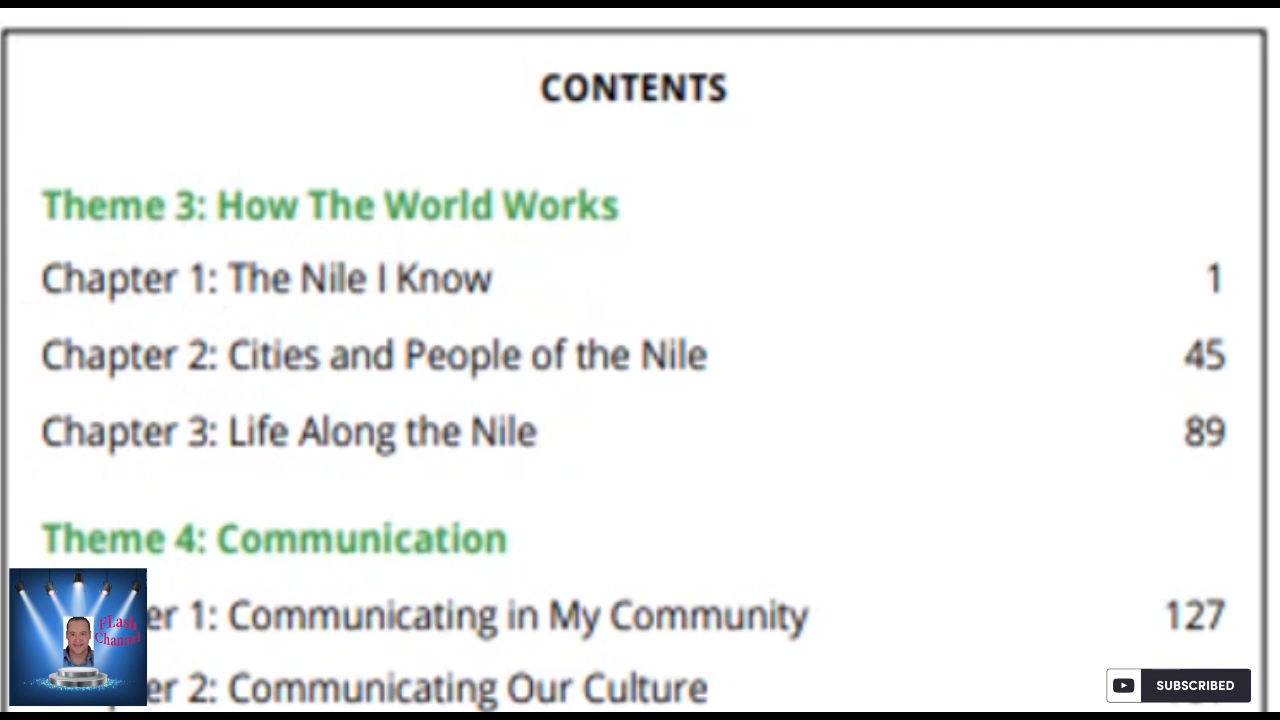 CONTENTS
Theme 3: How The World Works
Chapter 1: The Nile I Know 1
Chapter 2: Cities and People of the Nile 45
Chapter 3: Life Along the Nile 89
Theme 4: Communication
er 1: Communicating in My Community 127
er 2: Communicating Our Culture
FLash
Channel
SUBSCRIBED